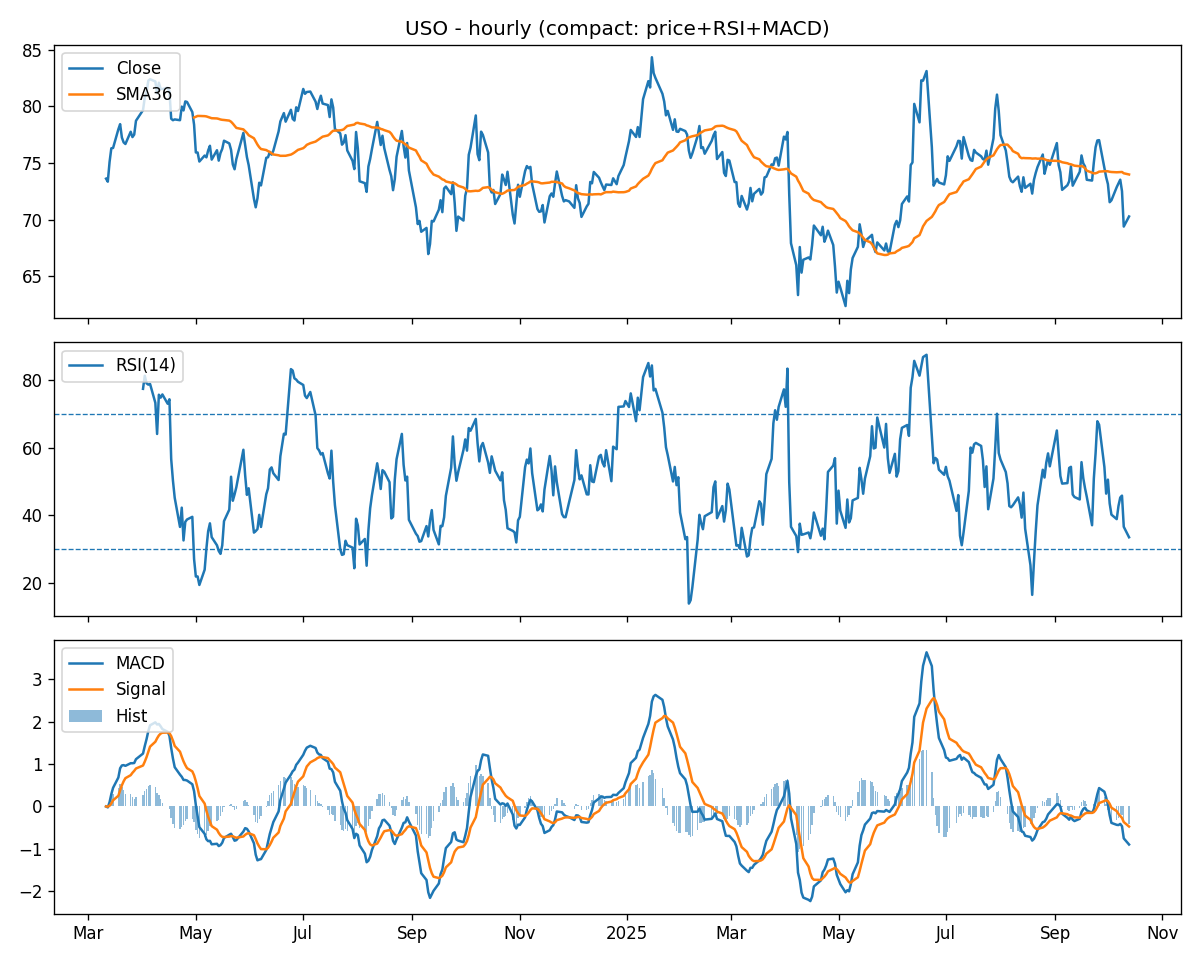 USO - hourly (compact: price+RSI+MACD)
85
80
75
70
65
Close
SMA36
80
60
40
20
RSI(14)
3
2
1
0
−1
−2
MACD
Signal
Hist
Mar May Jul Sep Nov 2025 Mar May Jul Sep Nov